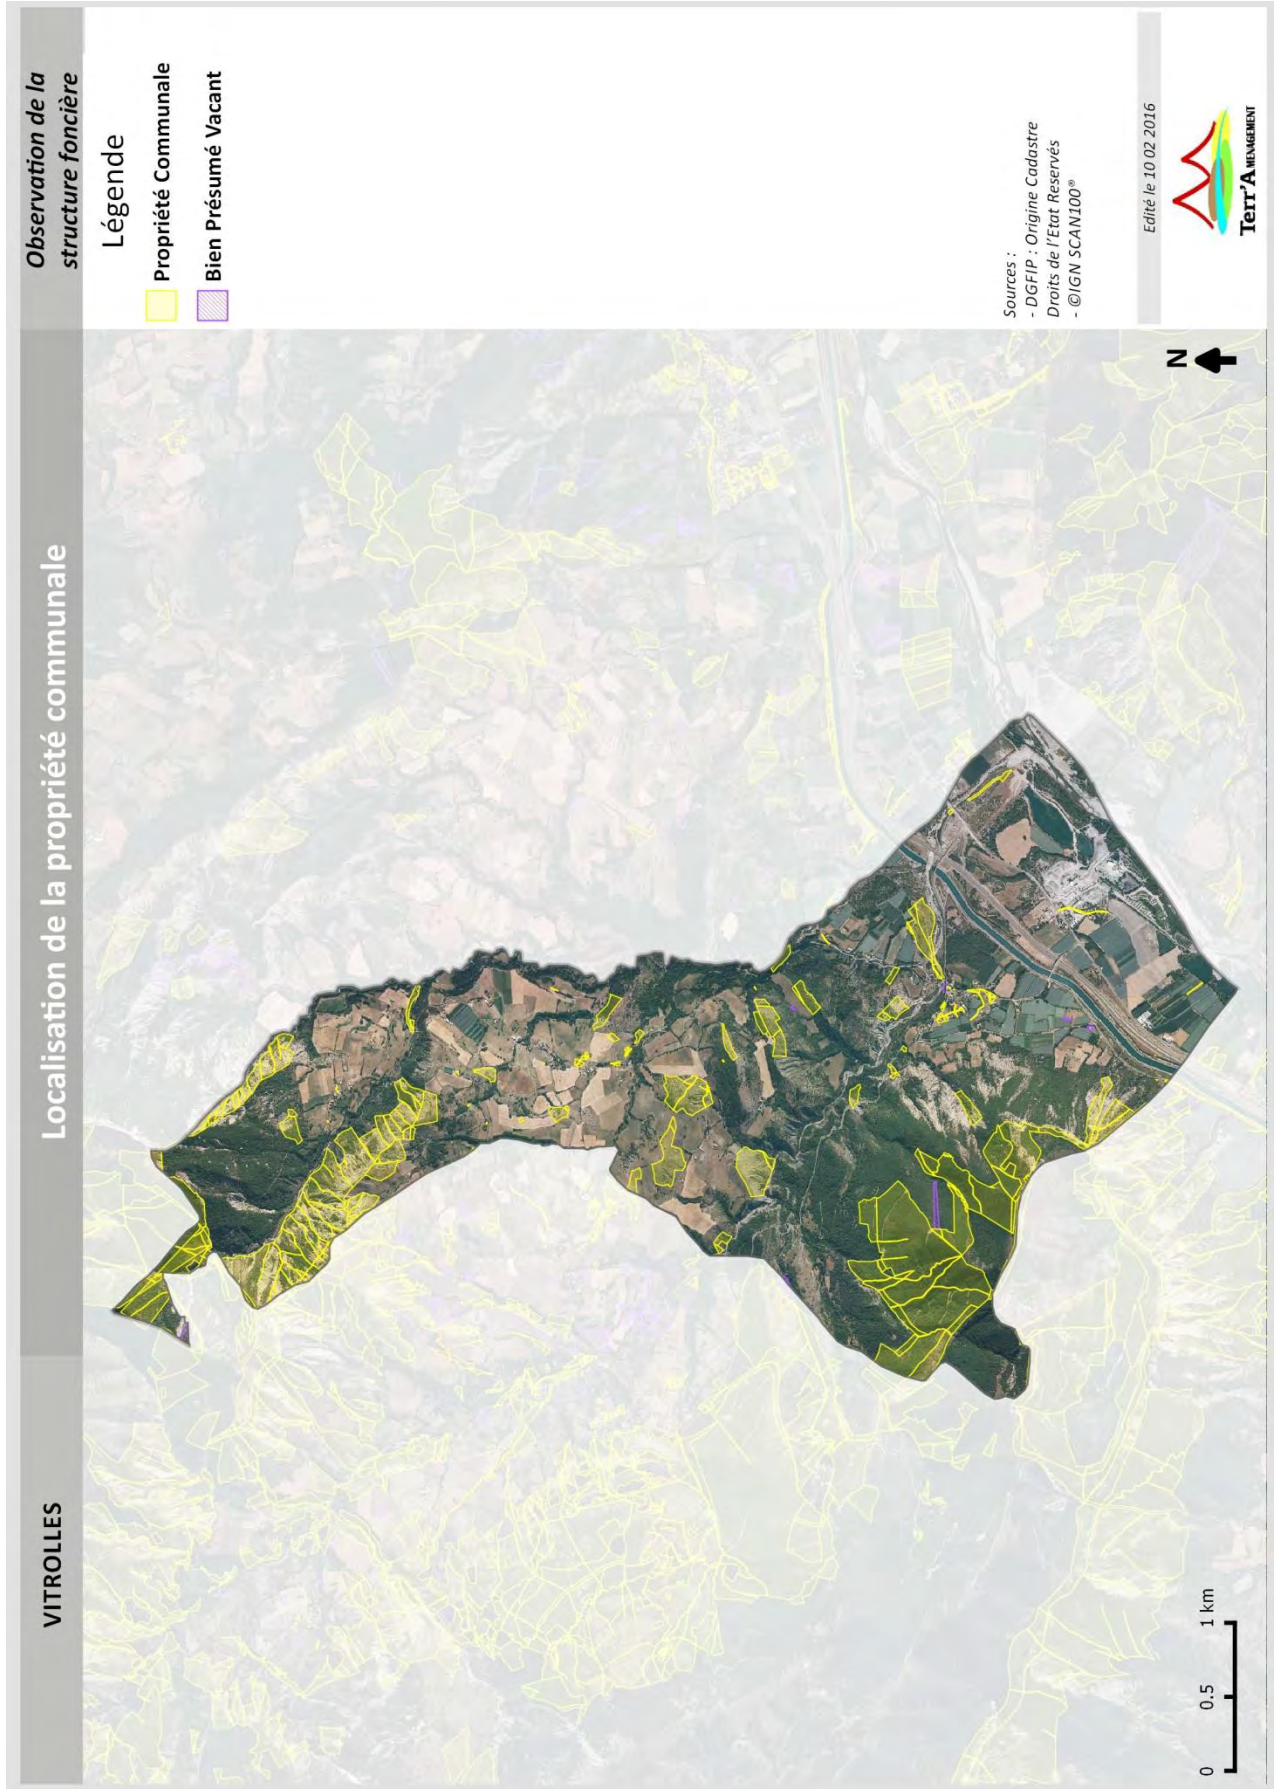 VITROLLES
Localisation de la propriété communale
Observation de la
structure foncière
Légende
Propriété Communale
Bien Présumé Vacant
Sources :
- DGFIP : Origine Cadastre
Droits de l'Etat Reservés
- ©IGN SCAN100®
Edité le 10 02 2016
Terr'AMENAGEMENT
N
0 0.5 1 km